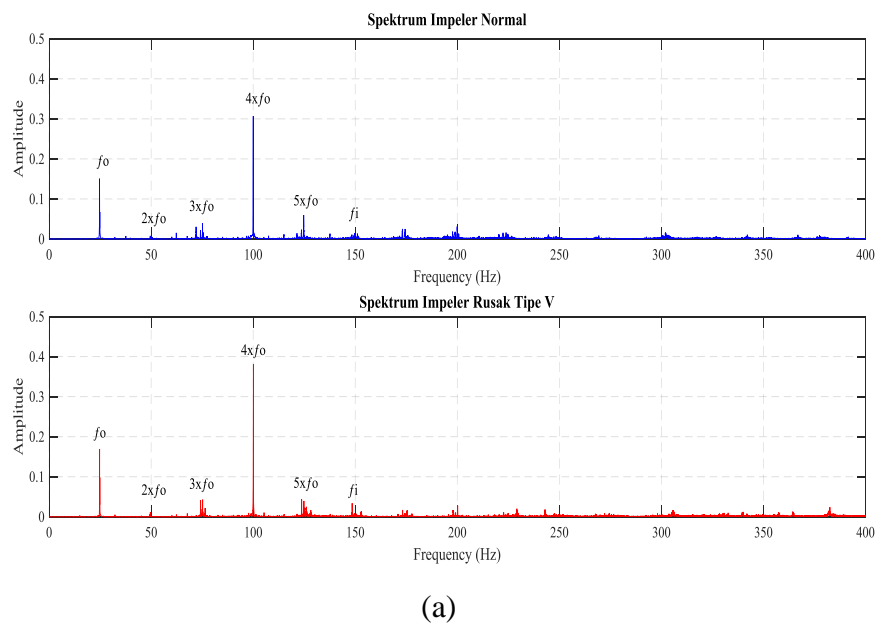 Spektrum Impeler Normal
Amplitude
0.5
0.4
0.3
0.2
0.1
0
fo
2xfo
3xfo
4xfo
5xfo
fi
0 50 100 150 200 250 300 350 400
Frequency (Hz)
Spektrum Impeler Rusak Tipe V
Amplitude
0.5
0.4
0.3
0.2
0.1
0
fo
2xfo
3xfo
4xfo
5xfo
fi
0 50 100 150 200 250 300 350 400
Frequency (Hz)
(a)